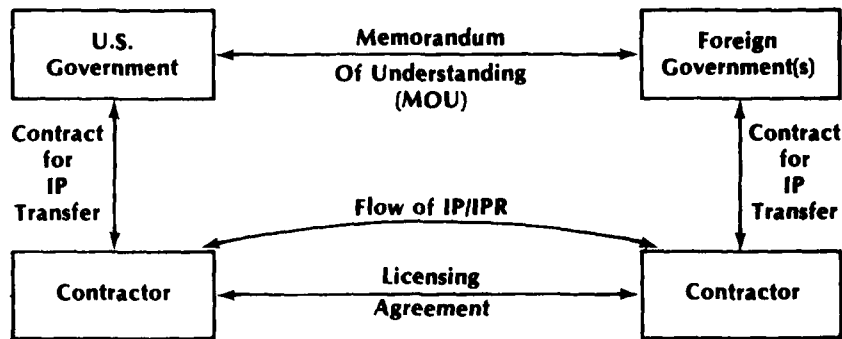 U.S.
Government
Memorandum
Of Understanding
(MOU)
Foreign
Government(s)
Contract
for
IP
Transfer
Contract
for
IP
Transfer
Flow of IP/IPR
Contractor
Licensing
Agreement
Contractor